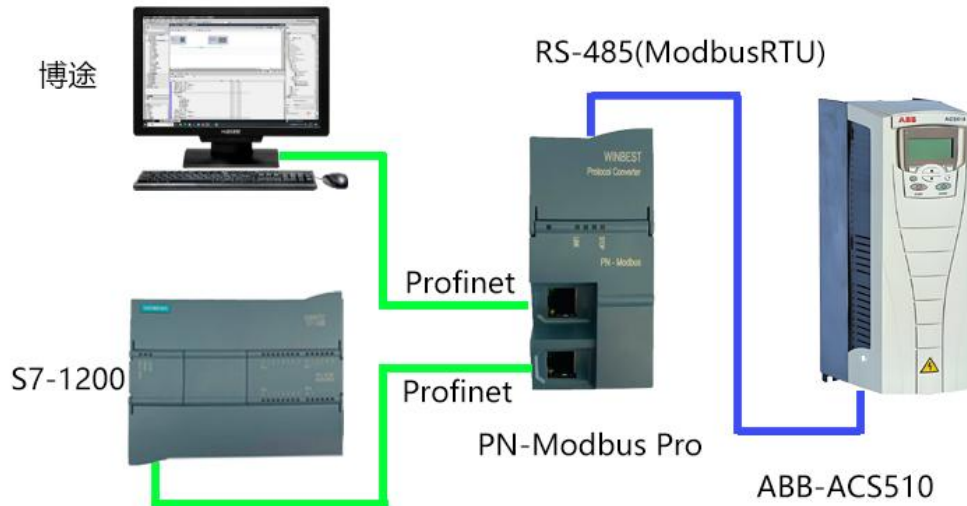 博途
RS-485(ModbusRTU)
ABB
WINBEST
Protocol Converter
PN - Modbus
Profinet
SIEMENS
S7-1200
Profinet
PN-Modbus Pro
ABB-ACS510